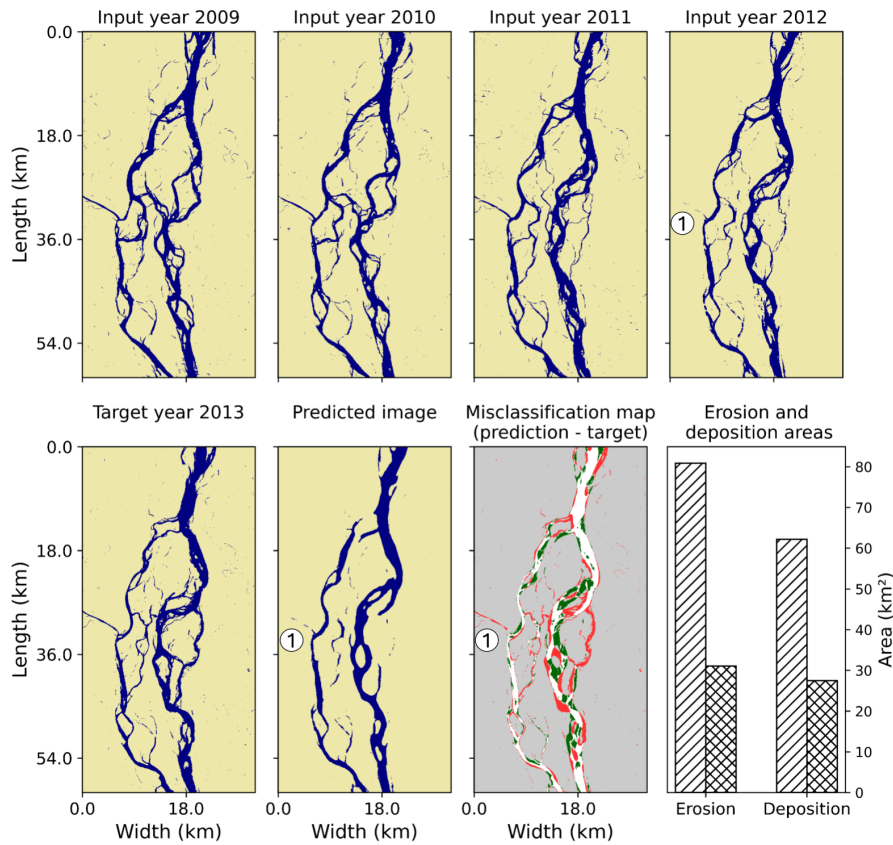 Input year 2009
Input year 2010
Input year 2011
Input year 2012
0.0
18.0
36.0
54.0
Length (km)
1
Target year 2013
Predicted image
Misclassification map
(prediction - target)
Erosion and
deposition areas
0.0
18.0
36.0
54.0
Length (km)
1
1
80
70
60
50
40
30
20
10
0
Area (km²)
0.0
18.0
0.0
18.0
0.0
18.0
Erosion
Deposition
Width (km)
Width (km)
Width (km)